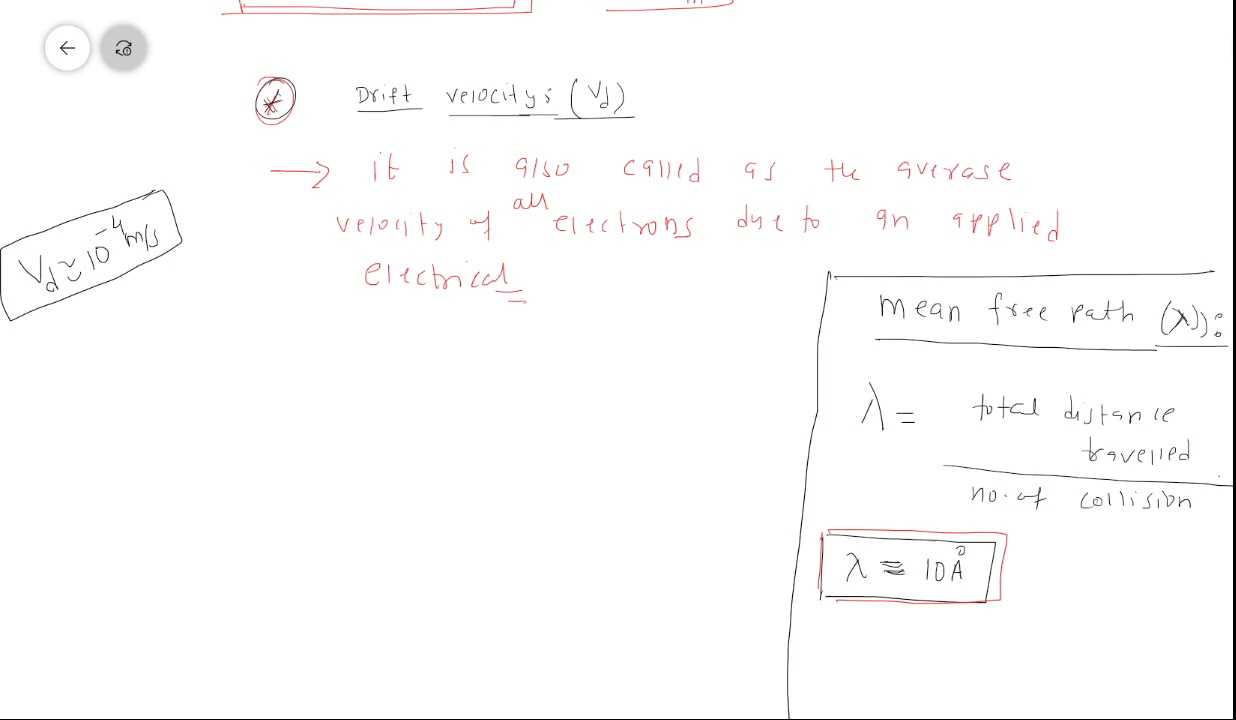 Drift velocity: (Vd)
→ it is also called as the average
velocity of all electrons due to an applied
electrical
Vd ≈ 10⁻⁴ m/s
mean free path (λ):
λ = total distance
travelled
no. of collision
λ ≅ 10 Å